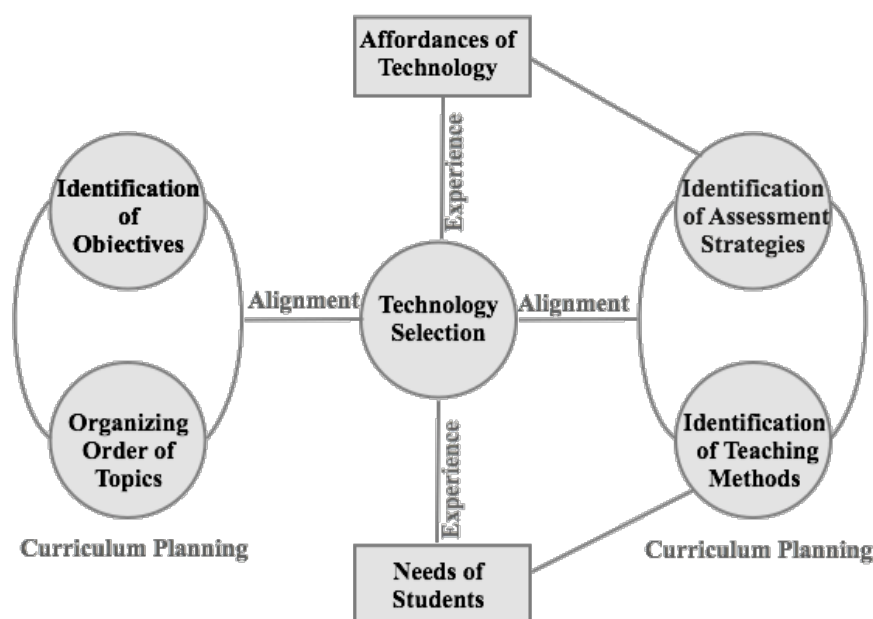 Affordances of
Technology
Experience
Identification
of
Objectives
Identification
of Assessment
Strategies
Alignment
Technology
Selection
Alignment
Organizing
Order of
Topics
Identification
of Teaching
Methods
Experience
Curriculum Planning
Curriculum Planning
Needs of
Students